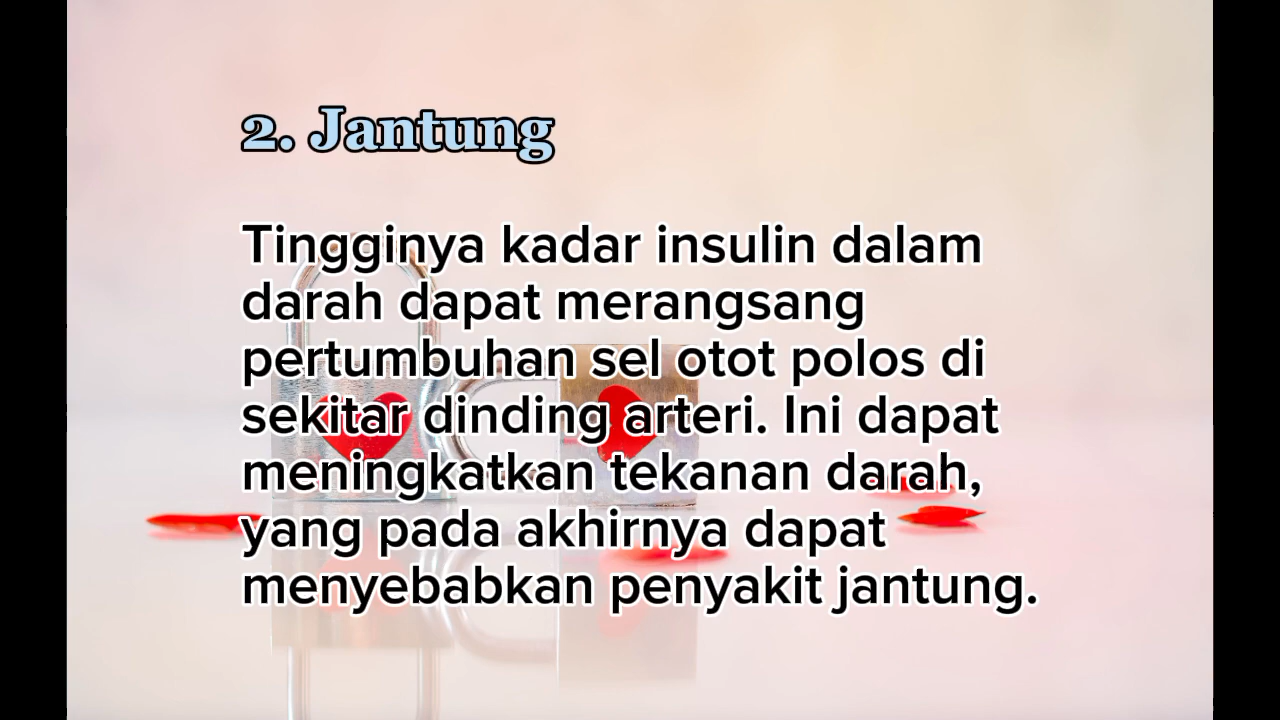 2. Jantung
Tingginya kadar insulin dalam
darah dapat merangsang
pertumbuhan sel otot polos di
sekitar dinding arteri. Ini dapat
meningkatkan tekanan darah,
yang pada akhirnya dapat
menyebabkan penyakit jantung.